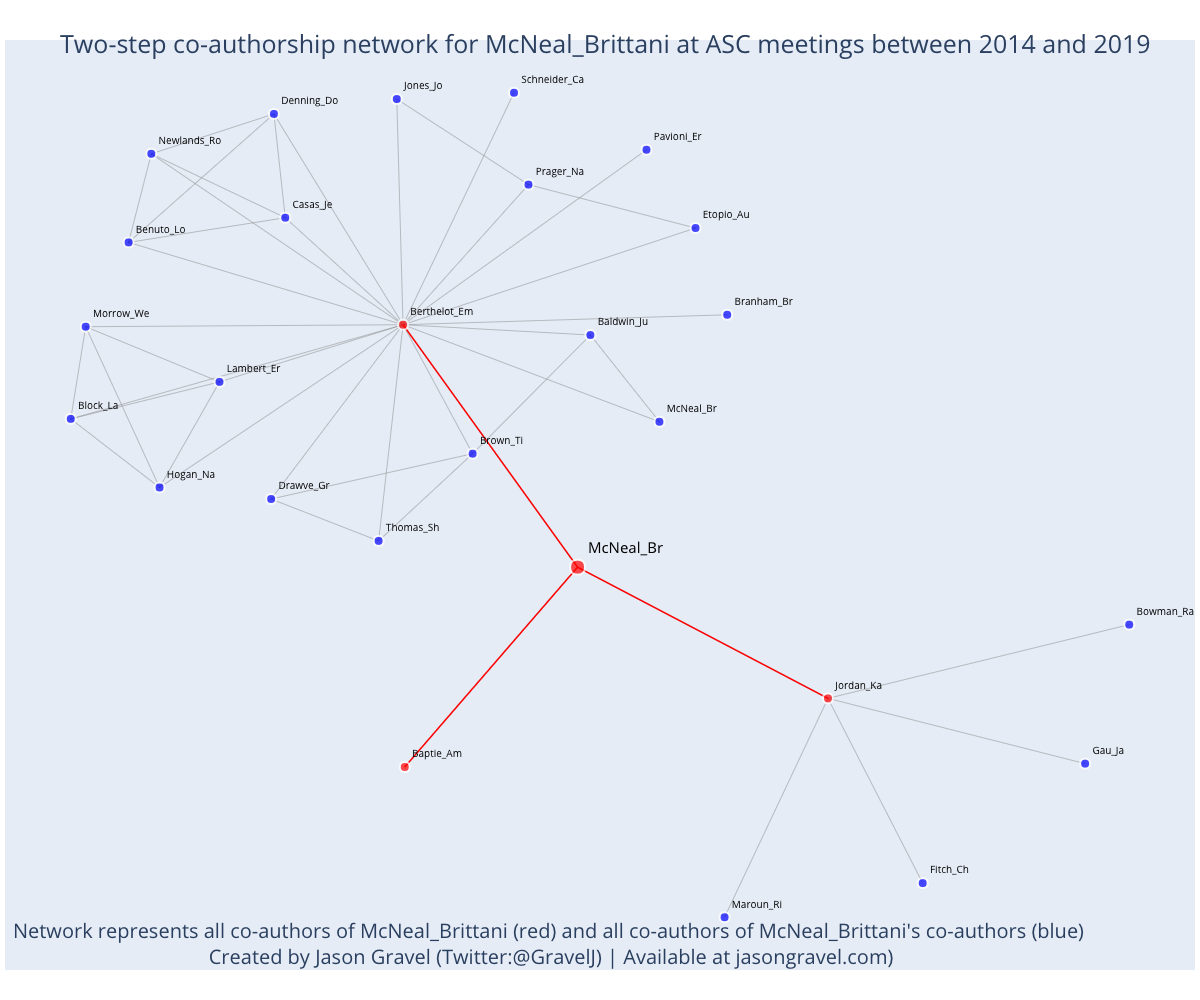 Two-step co-authorship network for McNeal_Brittani at ASC meetings between 2014 and 2019
Schneider_Ca
Jones_Jo
Denning_Do
Pavioni_Er
Newlands_Ro
Prager_Na
Casas_Je
Etopio_Au
Benuto_Lo
Branham_Br
Berthelot_Em
Morrow_We
Baldwin_Ju
Lambert_Er
Block_La
McNeal_Br
Brown_Ti
Hogan_Na
Drawve_Gr
Thomas_Sh
McNeal_Br
Bowman_Ra
Jordan_Ka
Baptie_Am
Gau_Ja
Fitch_Ch
Maroun_Ri
Network represents all co-authors of McNeal_Brittani (red) and all co-authors of McNeal_Brittani's co-authors (blue)
Created by Jason Gravel (Twitter:@GravelJ) | Available at jasongravel.com)